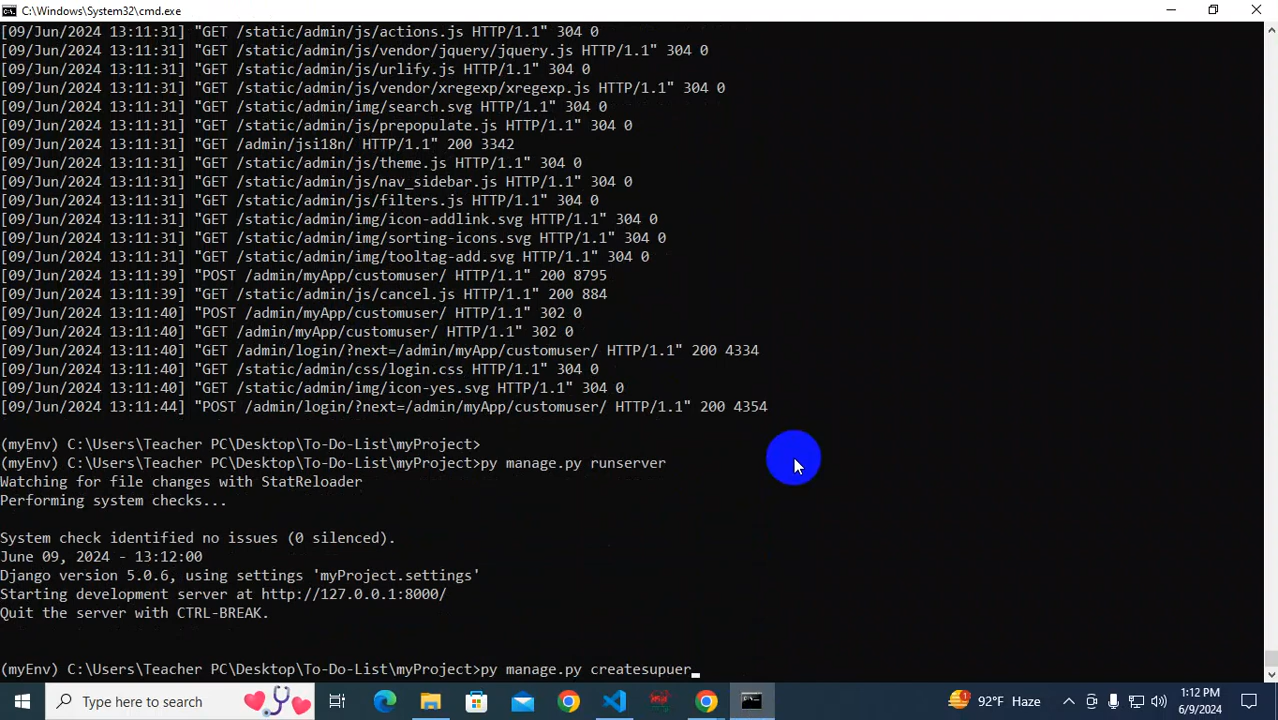 C:\Windows\System32\cmd.exe
[09/Jun/2024 13:11:31] "GET /static/admin/js/actions.js HTTP/1.1" 304 0
[09/Jun/2024 13:11:31] "GET /static/admin/js/vendor/jquery/jquery.js HTTP/1.1" 304 0
[09/Jun/2024 13:11:31] "GET /static/admin/js/urlify.js HTTP/1.1" 304 0
[09/Jun/2024 13:11:31] "GET /static/admin/js/vendor/xregexp/xregexp.js HTTP/1.1" 304 0
[09/Jun/2024 13:11:31] "GET /static/admin/img/search.svg HTTP/1.1" 304 0
[09/Jun/2024 13:11:31] "GET /static/admin/js/prepopulate.js HTTP/1.1" 304 0
[09/Jun/2024 13:11:31] "GET /admin/jsi18n/ HTTP/1.1" 200 3342
[09/Jun/2024 13:11:31] "GET /static/admin/js/theme.js HTTP/1.1" 304 0
[09/Jun/2024 13:11:31] "GET /static/admin/js/nav_sidebar.js HTTP/1.1" 304 0
[09/Jun/2024 13:11:31] "GET /static/admin/js/filters.js HTTP/1.1" 304 0
[09/Jun/2024 13:11:31] "GET /static/admin/img/icon-addlink.svg HTTP/1.1" 304 0
[09/Jun/2024 13:11:31] "GET /static/admin/img/sorting-icons.svg HTTP/1.1" 304 0
[09/Jun/2024 13:11:31] "GET /static/admin/img/tooltag-add.svg HTTP/1.1" 304 0
[09/Jun/2024 13:11:39] "POST /admin/myApp/customuser/ HTTP/1.1" 200 8795
[09/Jun/2024 13:11:39] "GET /static/admin/js/cancel.js HTTP/1.1" 200 884
[09/Jun/2024 13:11:40] "POST /admin/myApp/customuser/ HTTP/1.1" 302 0
[09/Jun/2024 13:11:40] "GET /admin/myApp/customuser/ HTTP/1.1" 302 0
[09/Jun/2024 13:11:40] "GET /admin/login/?next=/admin/myApp/customuser/ HTTP/1.1" 200 4334
[09/Jun/2024 13:11:40] "GET /static/admin/css/login.css HTTP/1.1" 304 0
[09/Jun/2024 13:11:40] "GET /static/admin/img/icon-yes.svg HTTP/1.1" 304 0
[09/Jun/2024 13:11:44] "POST /admin/login/?next=/admin/myApp/customuser/ HTTP/1.1" 200 4354
(myEnv) C:\Users\Teacher PC\Desktop\To-Do-List\myProject>
(myEnv) C:\Users\Teacher PC\Desktop\To-Do-List\myProject>py manage.py runserver
Watching for file changes with StatReloader
Performing system checks...
System check identified no issues (0 silenced).
June 09, 2024 - 13:12:00
Django version 5.0.6, using settings 'myProject.settings'
Starting development server at http://127.0.0.1:8000/
Quit the server with CTRL-BREAK.
(myEnv) C:\Users\Teacher PC\Desktop\To-Do-List\myProject>py manage.py createsupuer_
Type here to search
92°F Haze
1:12 PM
6/9/2024